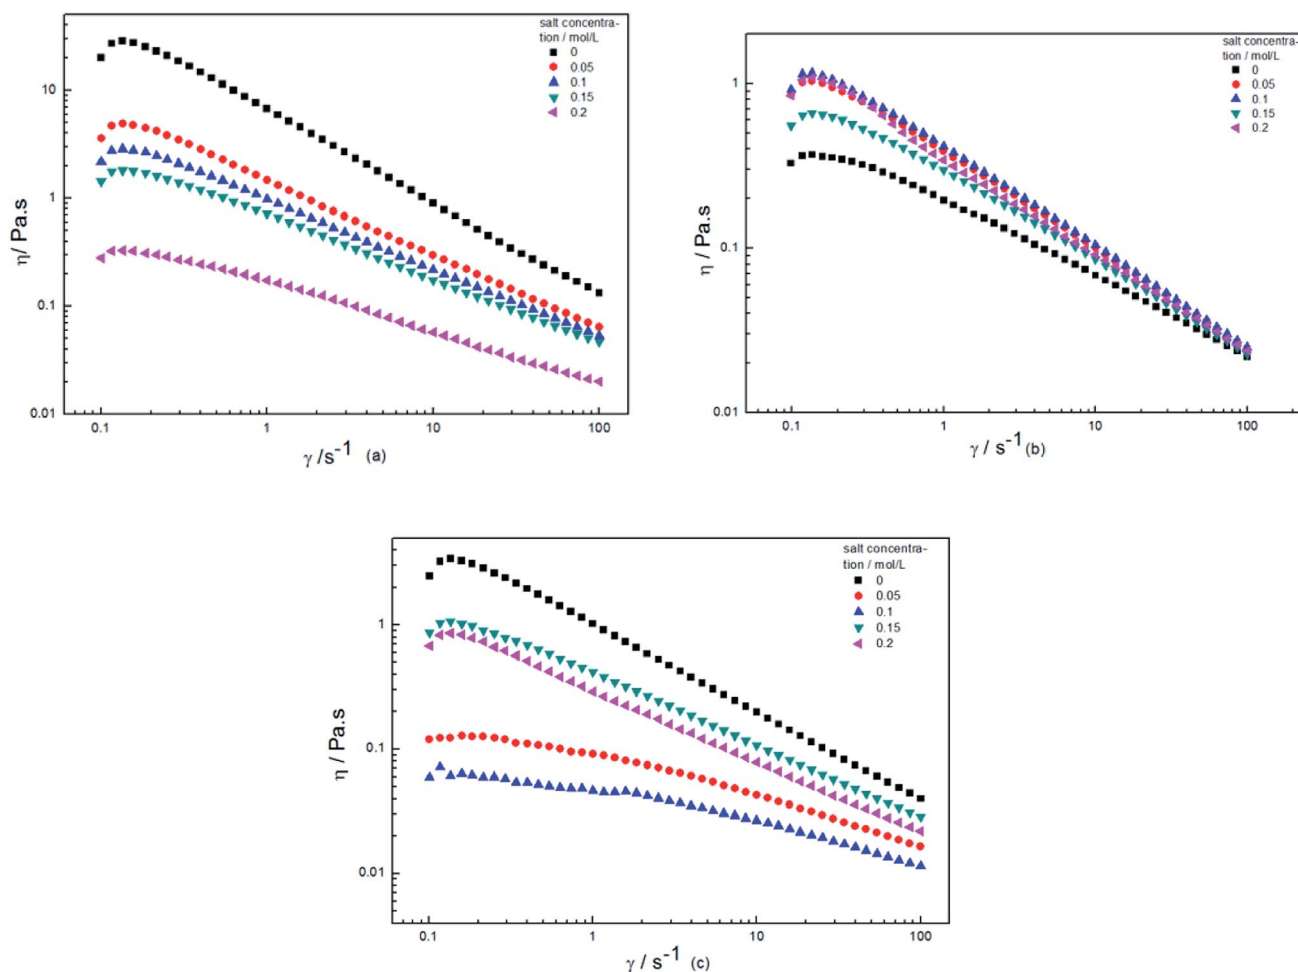 salt concentra-
tion / mol/L
0
0.05
0.1
0.15
0.2
10
1
0.1
0.01
η/ Pa.s
0.1 1 10 100
γ /s⁻¹ (a)
salt concentra-
tion / mol/L
0
0.05
0.1
0.15
0.2
1
0.1
0.01
η / Pa.s
0.1 1 10 100
γ / s⁻¹ (b)
salt concentra-
tion / mol/L
0
0.05
0.1
0.15
0.2
1
0.1
0.01
η / Pa.s
0.1 1 10 100
γ / s⁻¹ (c)